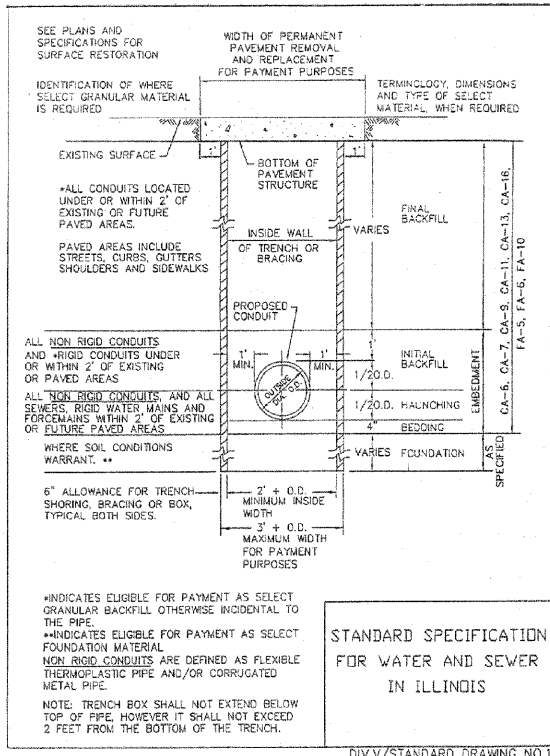 SEE PLANS AND
SPECIFICATIONS FOR
SURFACE RESTORATION
WIDTH OF PERMANENT
PAVEMENT REMOVAL
AND REPLACEMENT
FOR PAYMENT PURPOSES
IDENTIFICATION OF WHERE
SELECT GRANULAR MATERIAL
IS REQUIRED
TERMINOLOGY, DIMENSIONS
AND TYPE OF SELECT
MATERIAL, WHEN REQUIRED
EXISTING SURFACE
1'
1'
BOTTOM OF
PAVEMENT
STRUCTURE
*ALL CONDUITS LOCATED
UNDER OR WITHIN 2' OF
EXISTING OR FUTURE
PAVED AREAS.
PAVED AREAS INCLUDE
STREETS, CURBS, GUTTERS
SHOULDERS AND SIDEWALKS
INSIDE WALL
OF TRENCH OR
BRACING
VARIES
FINAL
BACKFILL
CA-6, CA-7, CA-9, CA-11, CA-13, CA-16,
FA-5, FA-6, FA-10
PROPOSED
CONDUIT
ALL NON RIGID CONDUITS
AND *RIGID CONDUITS UNDER
OR WITHIN 2' OF EXISTING
OR PAVED AREAS
1'
MIN.
1'
MIN.
OUTSIDE
DIA. O.D.
1'
INITIAL
BACKFILL
1/2O.D.
EMBEDMENT
ALL NON RIGID CONDUITS, AND ALL
SEWERS, RIGID WATER MAINS AND
FORCEMAINS WITHIN 2' OF EXISTING
OR FUTURE PAVED AREAS
1/2O.D. HAUNCHING
4" BEDDING
WHERE SOIL CONDITIONS
WARRANT. **
VARIES FOUNDATION
AS
SPECIFIED
6" ALLOWANCE FOR TRENCH
SHORING, BRACING OR BOX,
TYPICAL BOTH SIDES.
2' + O.D.
MINIMUM INSIDE
WIDTH
3' + O.D.
MAXIMUM WIDTH
FOR PAYMENT
PURPOSES
*INDICATES ELIGIBLE FOR PAYMENT AS SELECT
GRANULAR BACKFILL OTHERWISE INCIDENTAL TO
THE PIPE.
**INDICATES ELIGIBLE FOR PAYMENT AS SELECT
FOUNDATION MATERIAL
NON RIGID CONDUITS ARE DEFINED AS FLEXIBLE
THERMOPLASTIC PIPE AND/OR CORRUGATED
METAL PIPE.
NOTE: TRENCH BOX SHALL NOT EXTEND BELOW
TOP OF PIPE, HOWEVER IT SHALL NOT EXCEED
2 FEET FROM THE BOTTOM OF THE TRENCH.
STANDARD SPECIFICATION
FOR WATER AND SEWER
IN ILLINOIS
DIV.V/STANDARD DRAWING NO.1